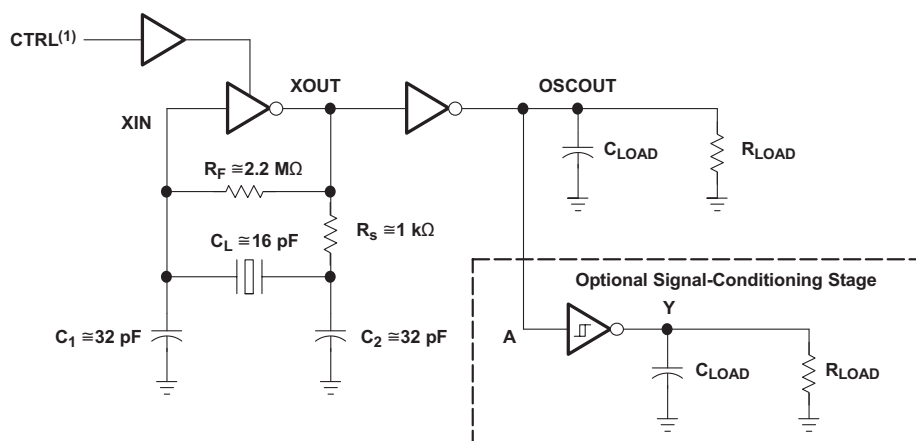 CTRL(1)
XOUT
OSCOUT
XIN
CLOAD
RLOAD
RF ≅2.2 MΩ
Rs ≅1 kΩ
CL ≅16 pF
Optional Signal-Conditioning Stage
Y
A
C1 ≅32 pF
C2 ≅32 pF
CLOAD
RLOAD